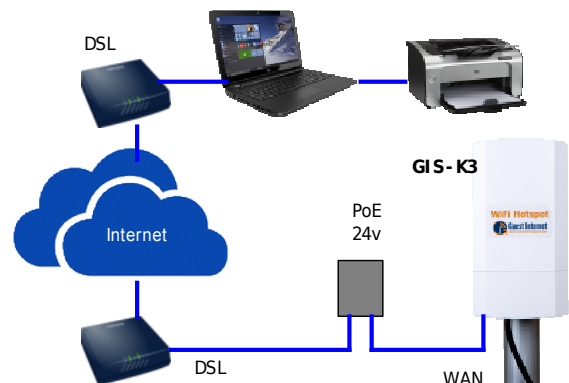 DSL
GIS-K3
WiFi Hotspot
Guest Internet
PoE
24v
Internet
DSL
WAN